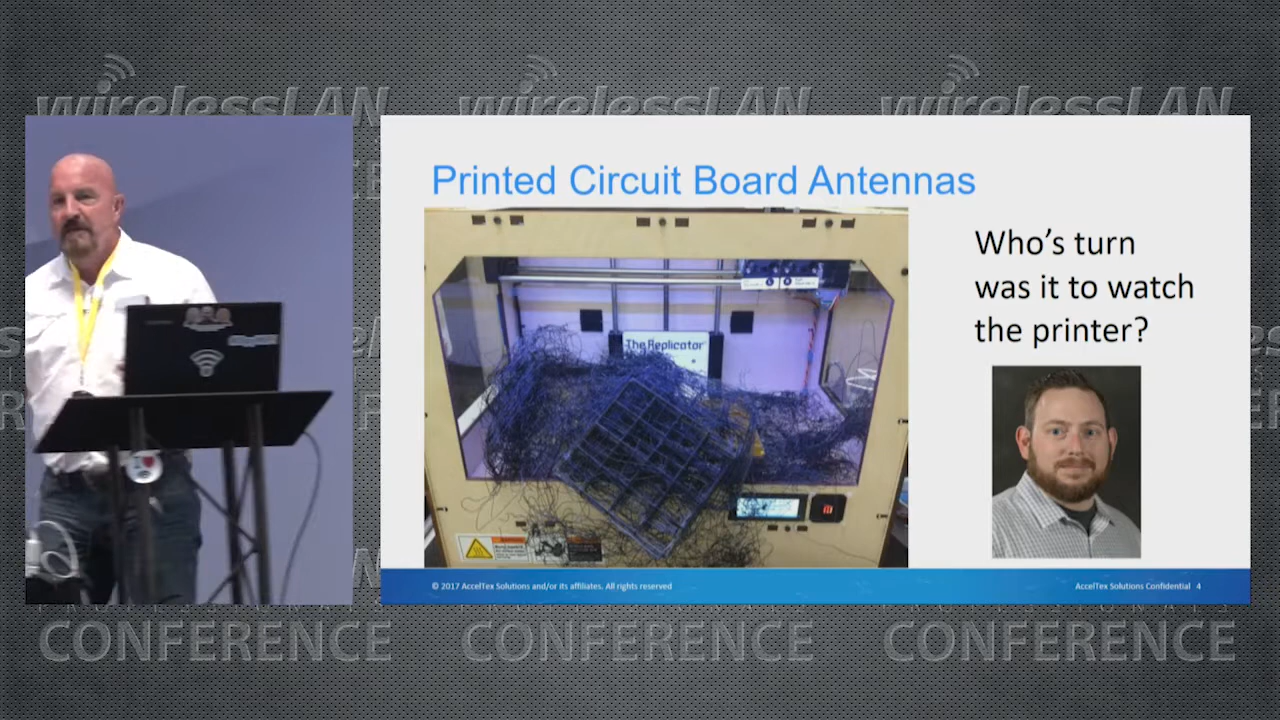 wirelessLAN wirelessLAN wirelessLAN
Printed Circuit Board Antennas
Who’s turn
was it to watch
the printer?
The Replicator
© 2017 AccelTex Solutions and/or its affiliates. All rights reserved
AccelTex Solutions Confidential 4
CONFERENCE CONFERENCE CONFERENCE